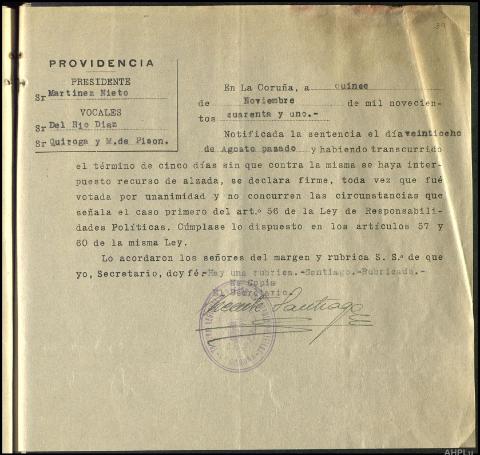 39
PROVIDENCIA
PRESIDENTE
Sr Martinez Nieto
VOCALES
Sr Del Rio Diaz
Sr Quiroga y M. de Pison.
En La Coruña, a quince
de Noviembre de mil novecien-
tos cuarenta y uno.-
Notificada la sentencia el día veintiocho
de Agosto pasado y habiendo transcurrido
el término de cinco días sin que contra la misma se haya inter-
puesto recurso de alzada, se declara firme, toda vez que fué
votada por unanimidad y no concurren las circunstancias que
señala el caso primero del art.º 56 de la Ley de Responsabili-
dades Políticas. Cúmplase lo dispuesto en los artículos 57 y
60 de la misma Ley.
Lo acordaron los señores del margen y rubrica S. S.ª de que
yo, Secretario, doy fé.-Hay una rubrica.-Santiago.-Rubricada.-
Es Copia
El Secretario.
Vicente Santiago
AHPLu